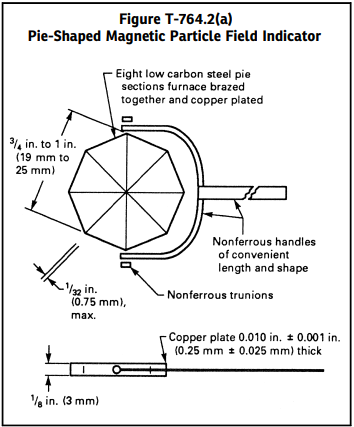 Figure T-764.2(a)
Pie-Shaped Magnetic Particle Field Indicator
Eight low carbon steel pie
sections furnace brazed
together and copper plated
3/4 in. to 1 in.
(19 mm to
25 mm)
Nonferrous handles
of convenient
length and shape
1/32 in.
(0.75 mm),
max.
Nonferrous trunions
Copper plate 0.010 in. ± 0.001 in.
(0.25 mm ± 0.025 mm) thick
1/8 in. (3 mm)